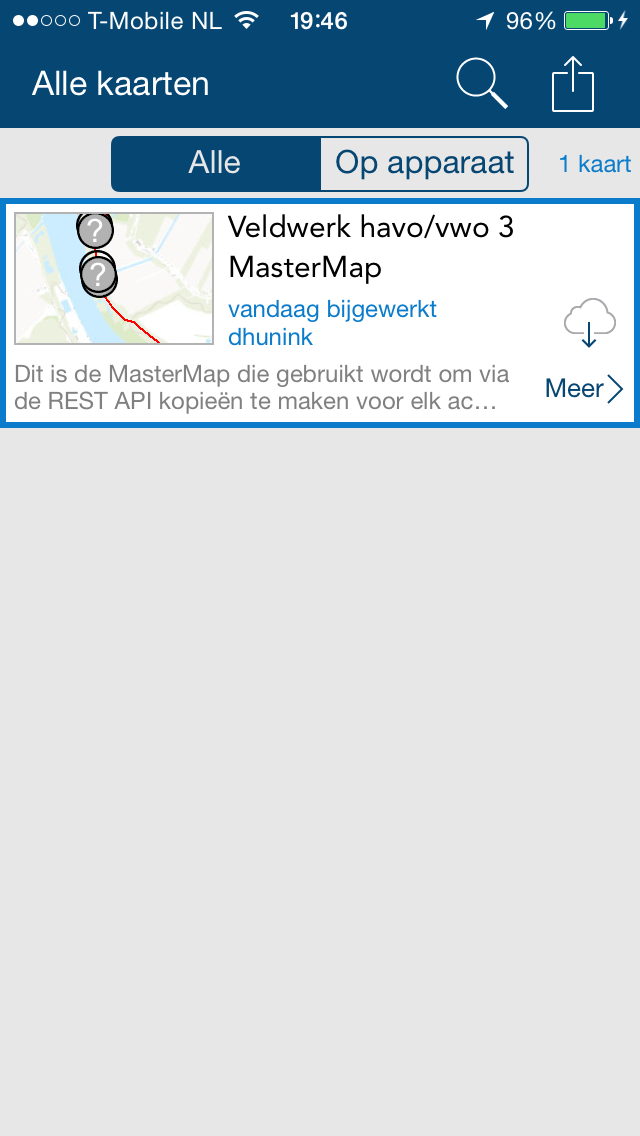 T-Mobile NL 19:46 96%
Alle kaarten
Alle Op apparaat 1 kaart
Veldwerk havo/vwo 3
MasterMap
vandaag bijgewerkt
dhunink
Dit is de MasterMap die gebruikt wordt om via
de REST API kopieën te maken voor elk ac...
Meer
? 
?